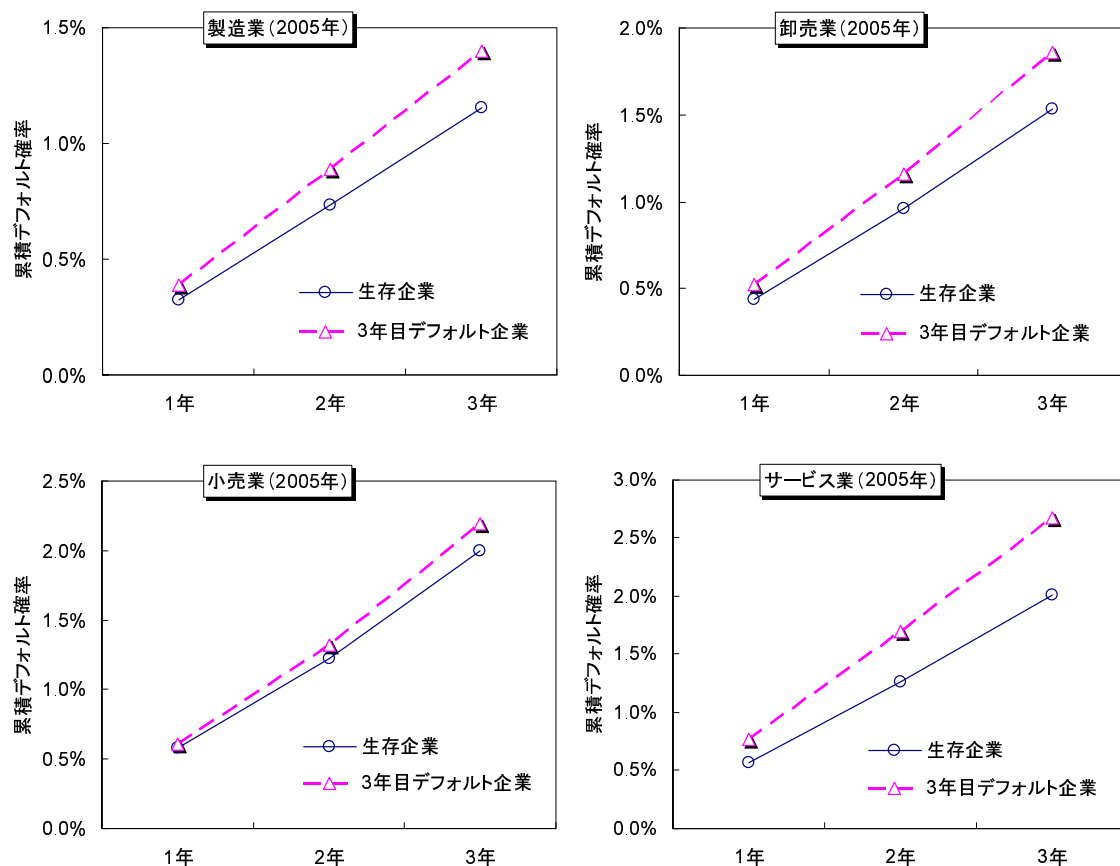 製造業(2005年)
1.5%
1.0%
0.5%
0.0%
累積デフォルト確率
生存企業
3年目デフォルト企業
1年
2年
3年
卸売業(2005年)
2.0%
1.5%
1.0%
0.5%
0.0%
累積デフォルト確率
生存企業
3年目デフォルト企業
1年
2年
3年
小売業(2005年)
2.5%
2.0%
1.5%
1.0%
0.5%
0.0%
累積デフォルト確率
生存企業
3年目デフォルト企業
1年
2年
3年
サービス業(2005年)
3.0%
2.5%
2.0%
1.5%
1.0%
0.5%
0.0%
累積デフォルト確率
生存企業
3年目デフォルト企業
1年
2年
3年